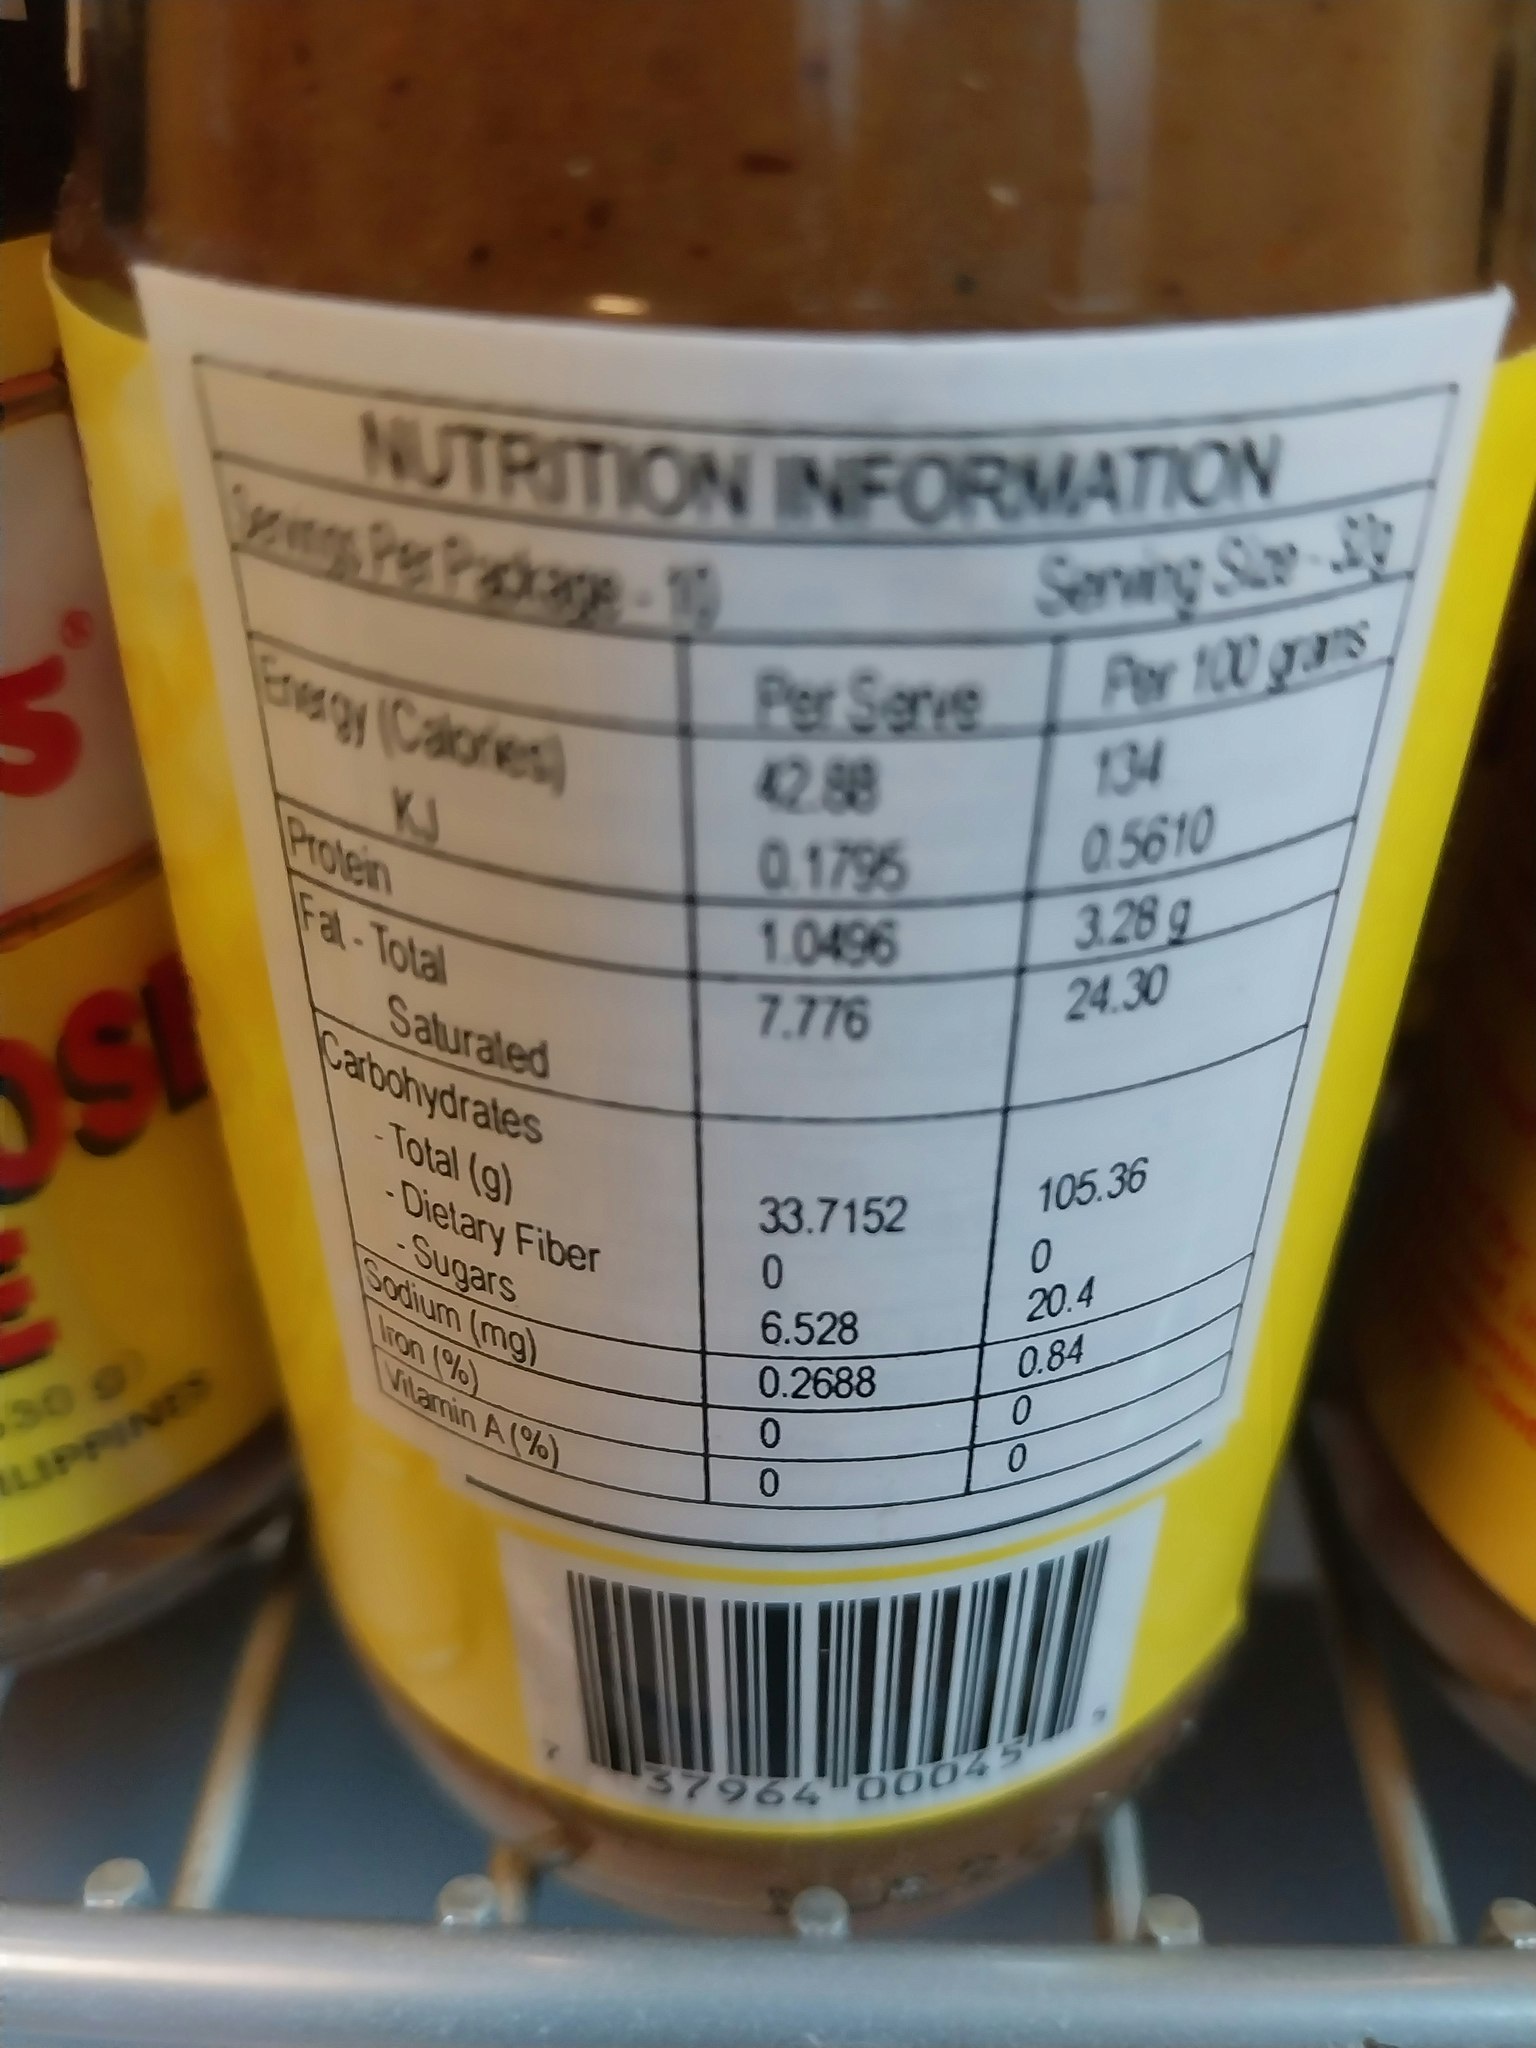 NUTRITION INFORMATION
Servings Per Package - 10 Serving Size - 32g
Per Serve Per 100 grams
Energy (Calories) 42.88 134
KJ 0.1795 0.5610
Protein 1.0496 3.28 g
Fat - Total 7.776 24.30
Saturated
Carbohydrates
- Total (g) 33.7152 105.36
- Dietary Fiber 0 0
- Sugars 6.528 20.4
Sodium (mg) 0.2688 0.84
Iron (%) 0 0
Vitamin A (%) 0 0
7 37964 00045 5